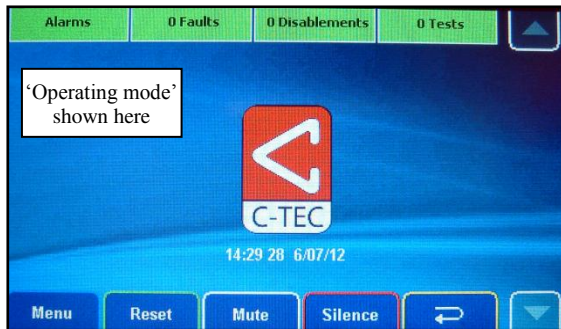 Alarms 0 Faults 0 Disablements 0 Tests
‘Operating mode’
shown here
C-TEC
14:29 28 6/07/12
Menu Reset Mute Silence